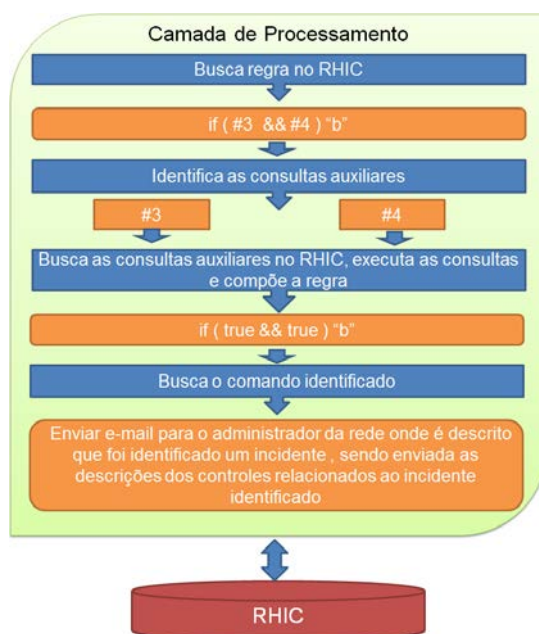 Camada de Processamento
Busca regra no RHIC
if ( #3 && #4 ) “b”
Identifica as consultas auxiliares
#3
#4
Busca as consultas auxiliares no RHIC, executa as consultas
e compõe a regra
if ( true && true ) “b”
Busca o comando identificado
Enviar e-mail para o administrador da rede onde é descrito
que foi identificado um incidente , sendo enviada as
descrições dos controles relacionados ao incidente
identificado
RHIC